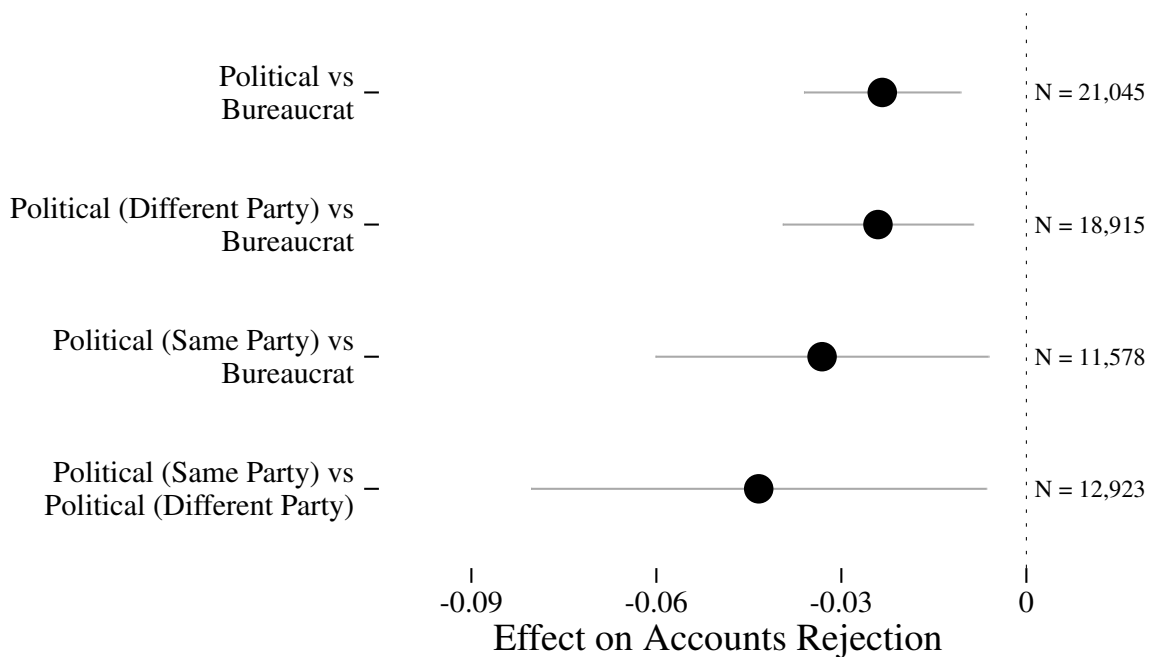 Political vs
Bureaucrat
N = 21,045
Political (Different Party) vs
Bureaucrat
N = 18,915
Political (Same Party) vs
Bureaucrat
N = 11,578
Political (Same Party) vs
Political (Different Party)
N = 12,923
-0.09 -0.06 -0.03 0
Effect on Accounts Rejection